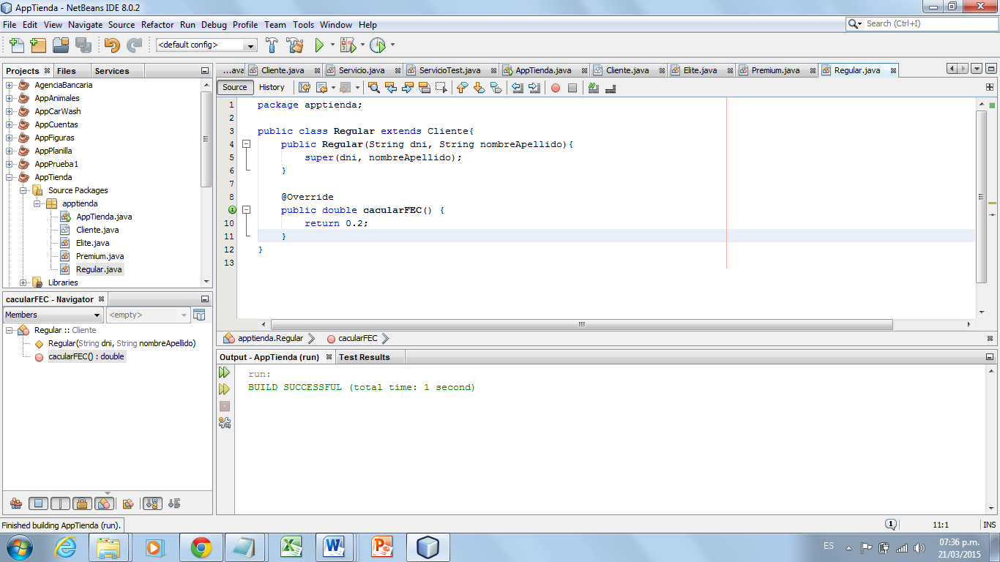 AppTienda - NetBeans IDE 8.0.2
File Edit View Navigate Source Refactor Run Debug Profile Team Tools Window Help
Search (Ctrl+I)
<default config>
Projects Files Services
AgenciaBancaria
AppAnimales
AppCarWash
AppCuentas
AppFiguras
AppPlanilla
AppPrueba1
AppTienda
Source Packages
apptienda
AppTienda.java
Cliente.java
Elite.java
Premium.java
Regular.java
Libraries
cacularFEC - Navigator
Members <empty>
Regular :: Cliente
Regular(String dni, String nombreApellido)
cacularFEC() : double
...ava Cliente.java Servicio.java ServicioTest.java AppTienda.java Cliente.java Elite.java Premium.java Regular.java
Source History
1 package apptienda;
2
3 public class Regular extends Cliente{
4 public Regular(String dni, String nombreApellido){
5 super(dni, nombreApellido);
6 }
7
8 @Override
public double cacularFEC() {
10 return 0.2;
11 }
12 }
13
apptienda.Regular cacularFEC
Output - AppTienda (run) Test Results
run:
BUILD SUCCESSFUL (total time: 1 second)
Finished building AppTienda (run).
1 11:1 INS
ES
07:36 p.m.
21/03/2015